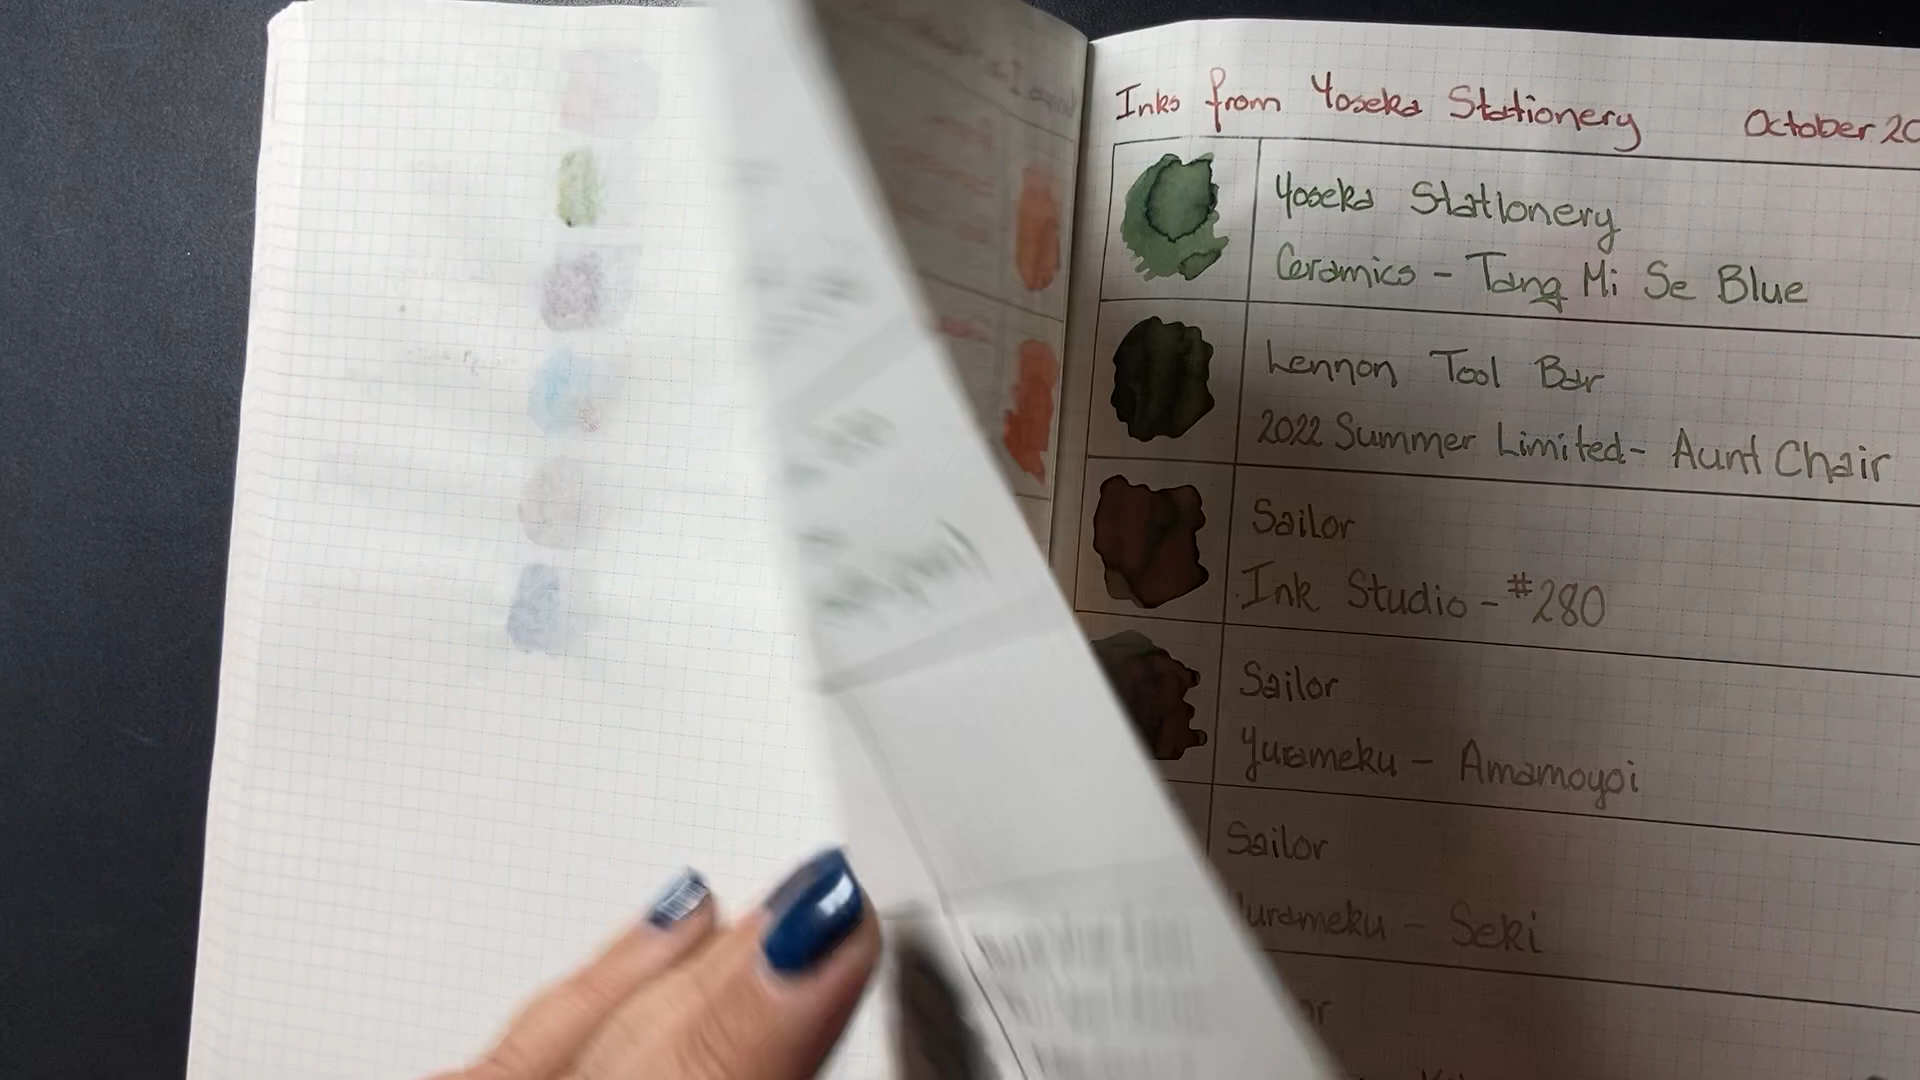 Inks from Yoseka Stationery October 20
Yoseka Stationery
Ceramics - Tang Mi Se Blue
Lennon Tool Bar
2022 Summer Limited- Aunt Chair
Sailor
Ink Studio - #280
Sailor
Yurameku - Amamoyoi
Sailor
Yurameku - Seki